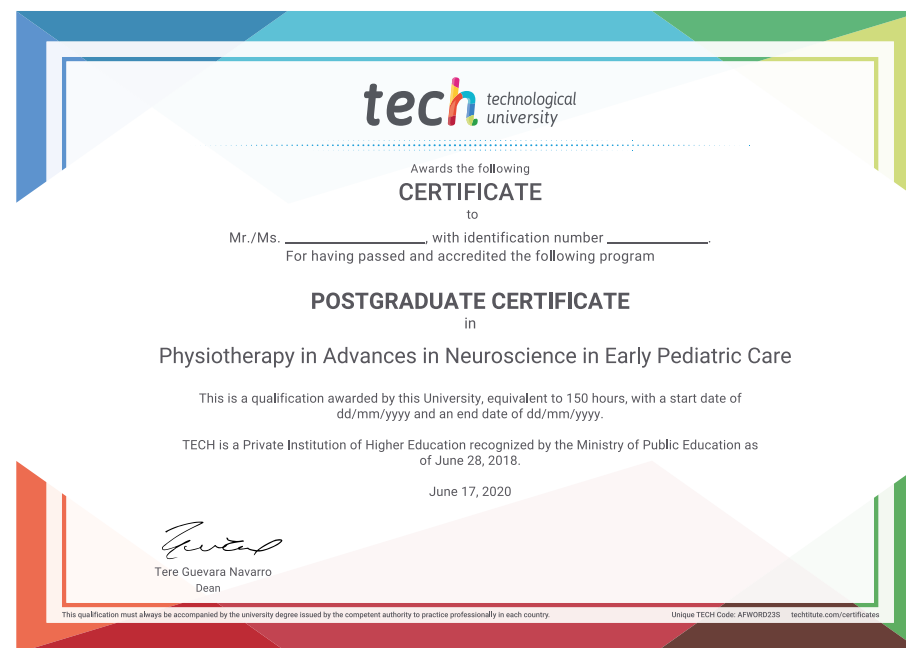 tech technological
university
Awards the following
CERTIFICATE
to
Mr./Ms. ____________________, with identification number ______________.
For having passed and accredited the following program
POSTGRADUATE CERTIFICATE
in
Physiotherapy in Advances in Neuroscience in Early Pediatric Care
This is a qualification awarded by this University, equivalent to 150 hours, with a start date of
dd/mm/yyyy and an end date of dd/mm/yyyy.
TECH is a Private Institution of Higher Education recognized by the Ministry of Public Education as
of June 28, 2018.
June 17, 2020
Tere Guevara Navarro
Dean
This qualification must always be accompanied by the university degree issued by the competent authority to practice professionally in each country.
Unique TECH Code: AFWORD23S techtitute.com/certificates